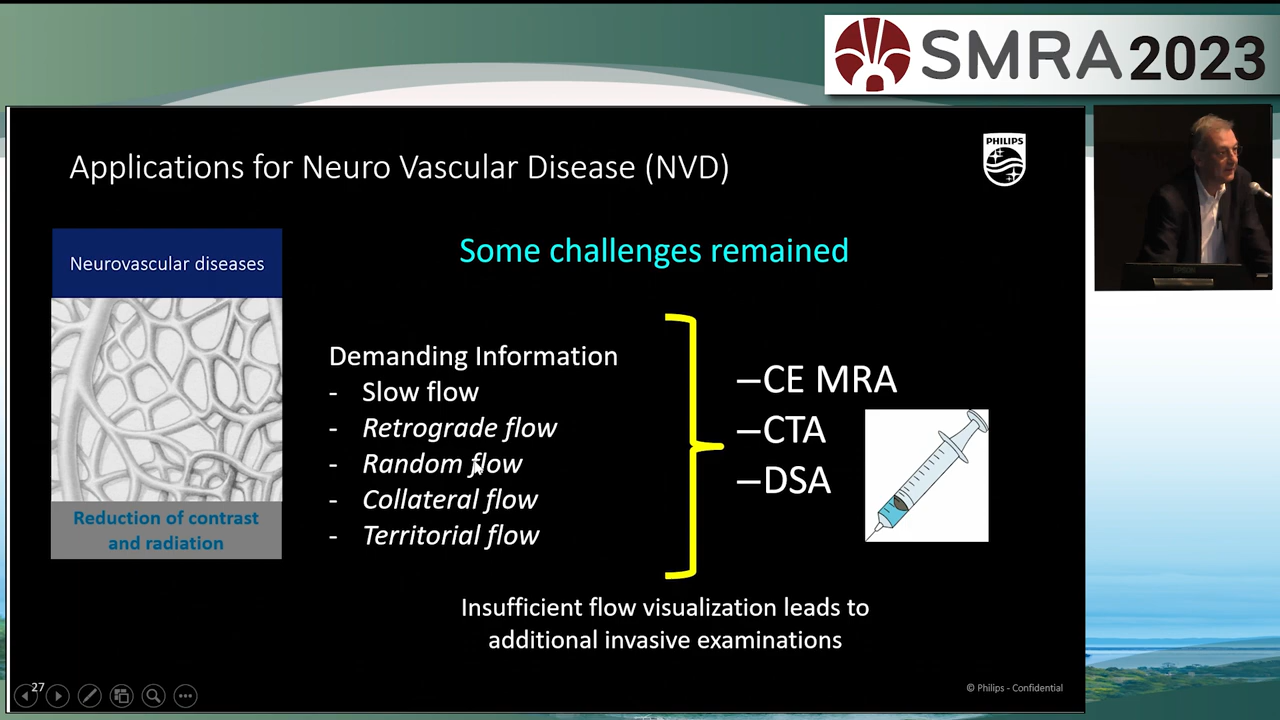 SMRA 2023
Applications for Neuro Vascular Disease (NVD)
PHILIPS
Neurovascular diseases
Reduction of contrast
and radiation
Some challenges remained
Demanding Information
- Slow flow
- Retrograde flow
- Random flow
- Collateral flow
- Territorial flow
–CE MRA
–CTA
–DSA
Insufficient flow visualization leads to
additional invasive examinations
27
© Philips - Confidential